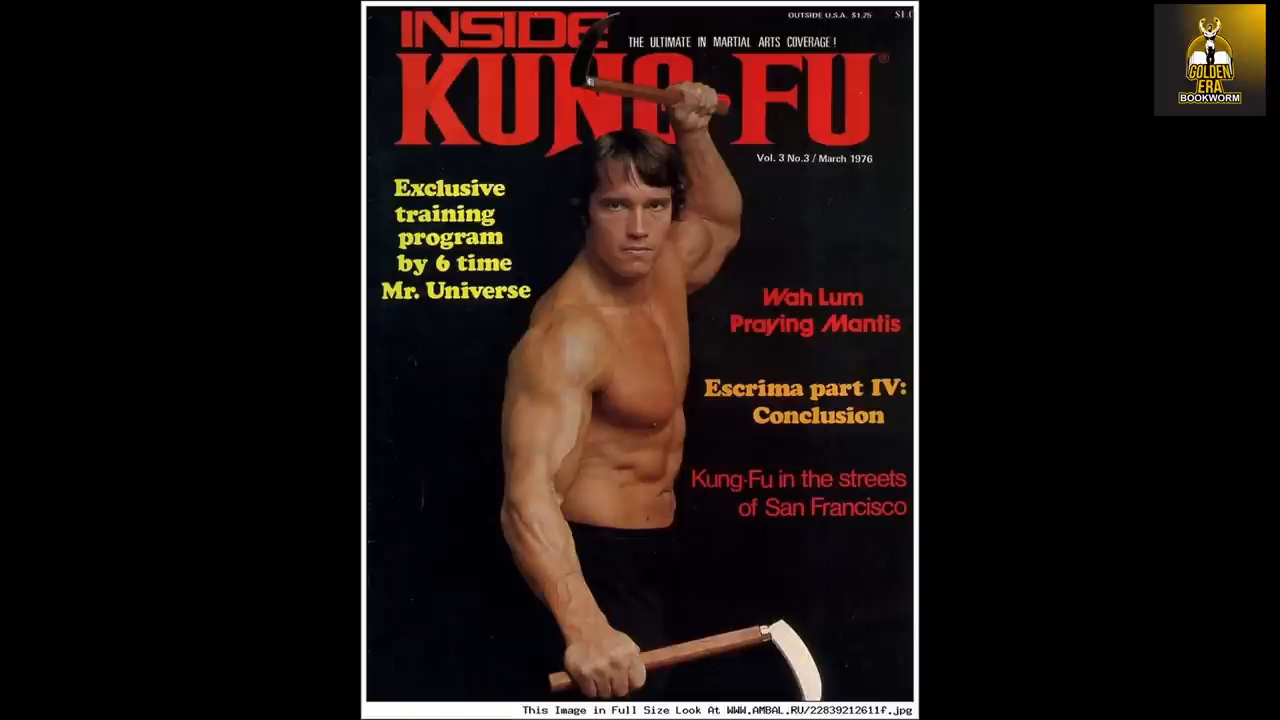 INSIDE
OUTSIDE U.S.A. $1.25
THE ULTIMATE IN MARTIAL ARTS COVERAGE!
KUNG-FU®
Vol. 3 No.3 / March 1976
Exclusive
training
program
by 6 time
Mr. Universe
Wah Lum
Praying Mantis
Escrima part IV:
Conclusion
Kung-Fu in the streets
of San Francisco
This Image in Full Size Look At WWW.AMBAL.RU/22839212611f.jpg
GOLDEN
ERA
BOOKWORM